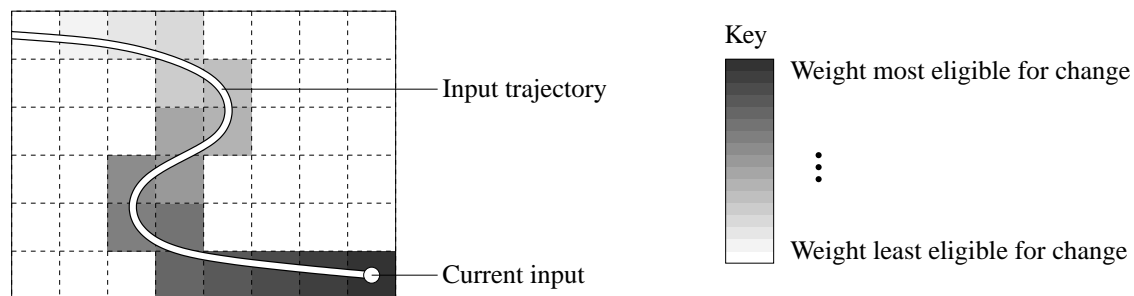 Key
Weight most eligible for change
Input trajectory
Weight least eligible for change
Current input